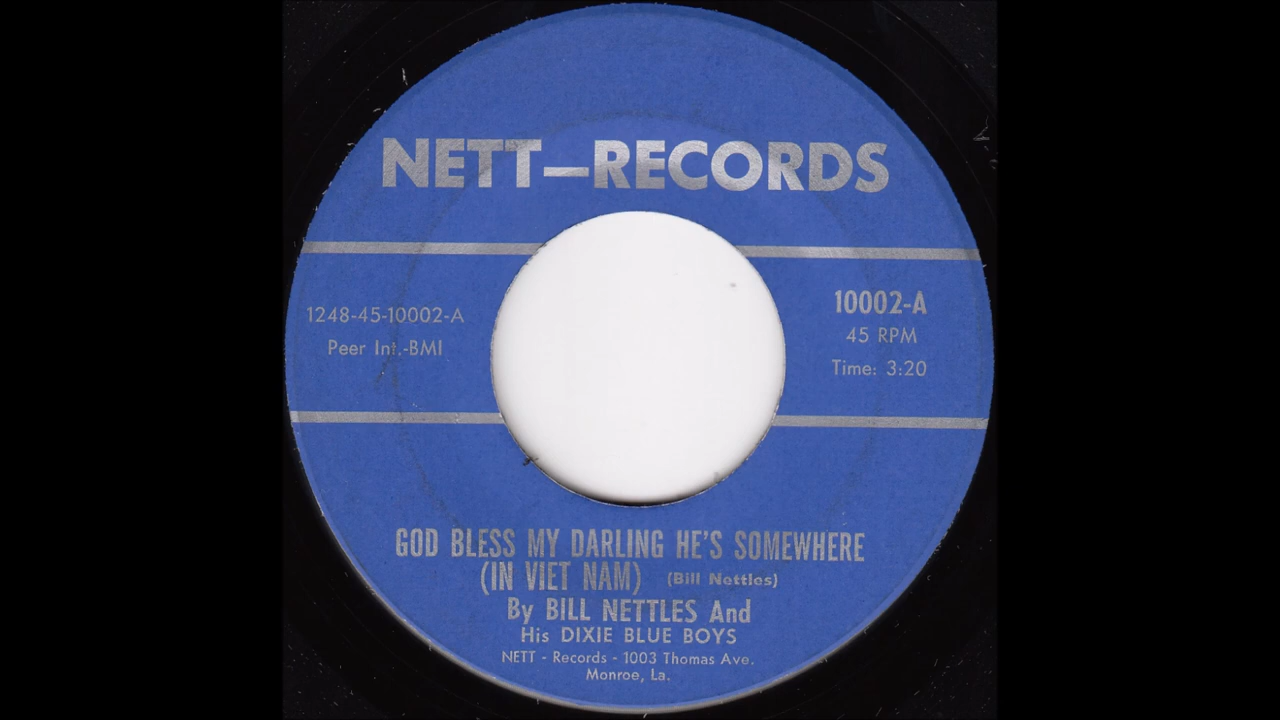 NETT—RECORDS
1248-45-10002-A
Peer Int.-BMI
10002-A
45 RPM
Time: 3:20
GOD BLESS MY DARLING HE'S SOMEWHERE
(IN VIET NAM) (Bill Nettles)
By BILL NETTLES And
His DIXIE BLUE BOYS
NETT - Records - 1003 Thomas Ave.
Monroe, La.